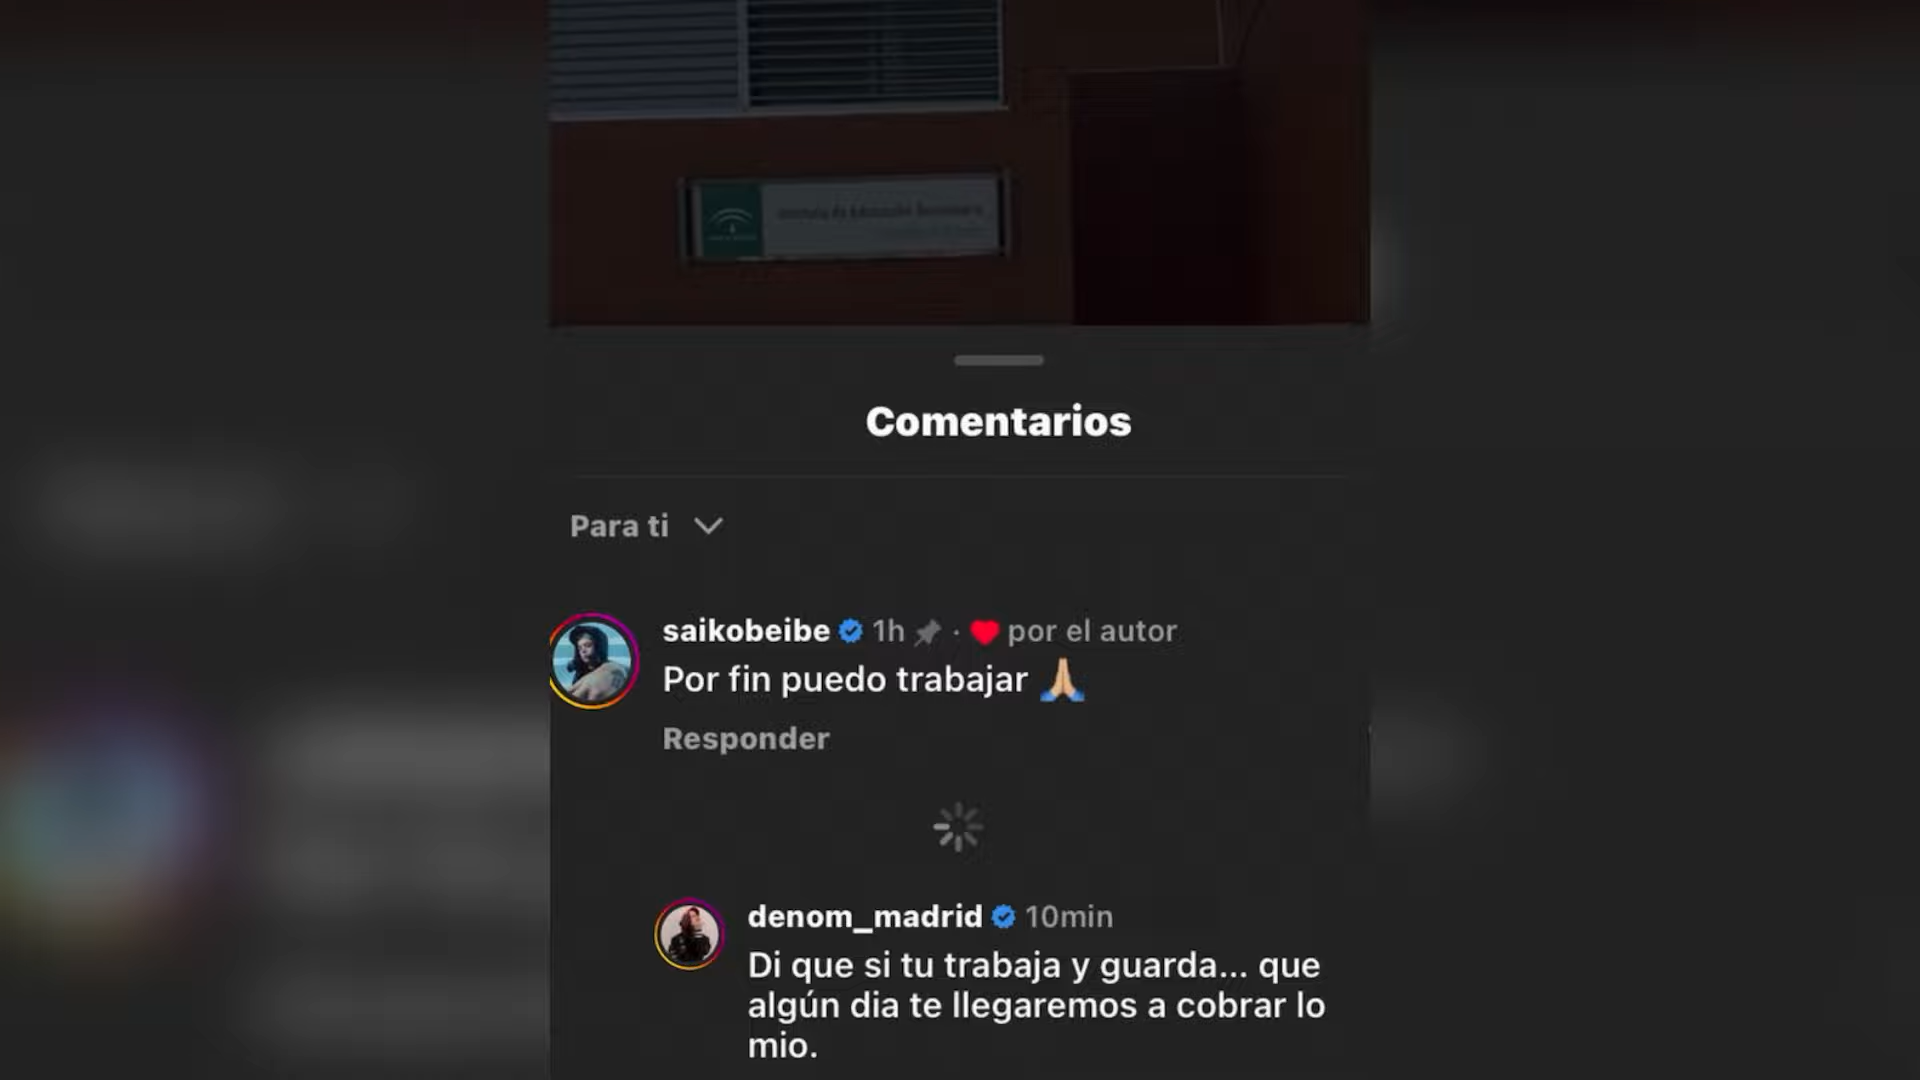 Comentarios
Para ti
saikobeibe 1h · por el autor
Por fin puedo trabajar 🙏🏼
Responder
denom_madrid 10min
Di que si tu trabaja y guarda... que
algún dia te llegaremos a cobrar lo
mio.